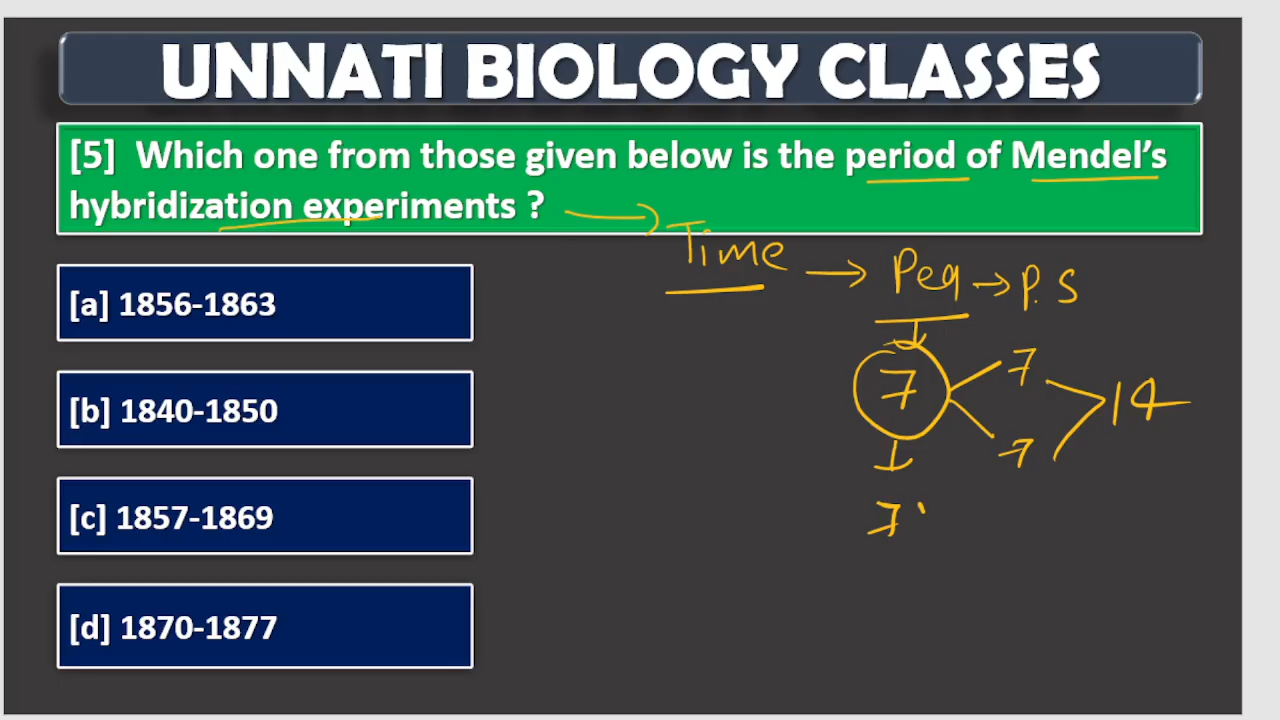 UNNATI BIOLOGY CLASSES
[5] Which one from those given below is the period of Mendel's
hybridization experiments ?
Time
Pea
P.S
[a] 1856-1863
7
7
14
[b] 1840-1850
7
[c] 1857-1869
7
[d] 1870-1877